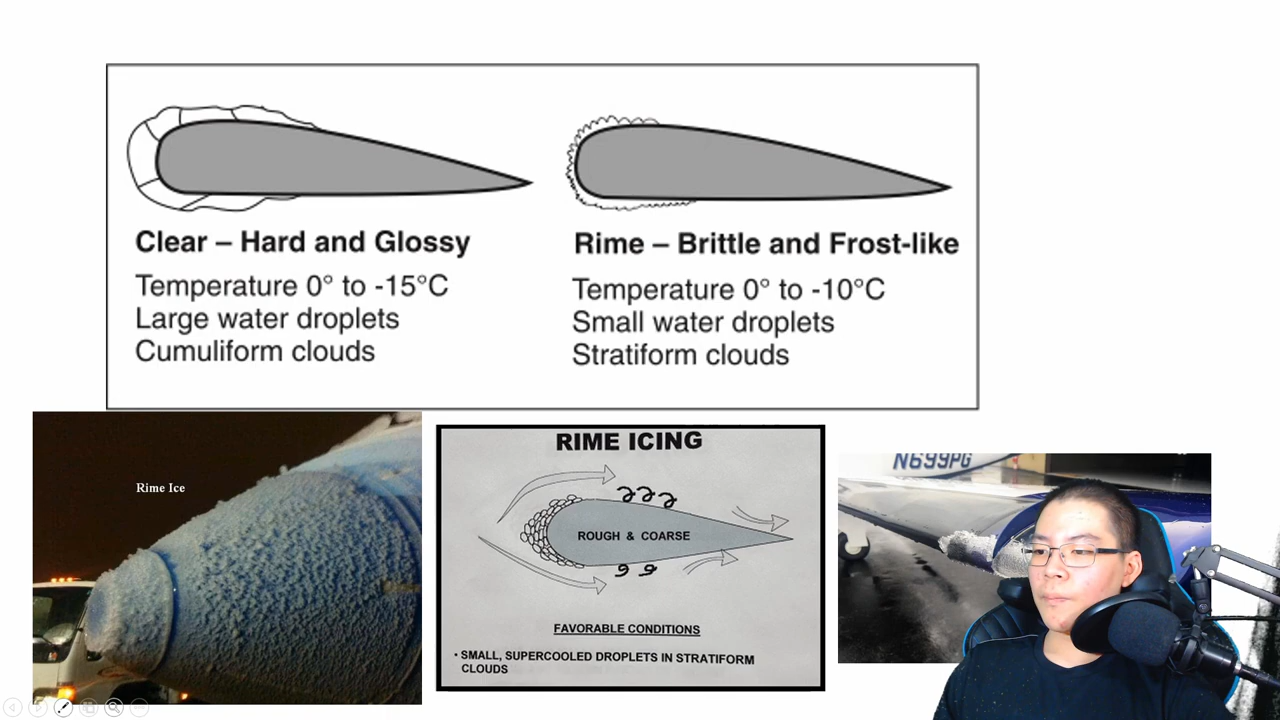 Clear – Hard and Glossy
Temperature 0° to -15°C
Large water droplets
Cumuliform clouds
Rime – Brittle and Frost-like
Temperature 0° to -10°C
Small water droplets
Stratiform clouds
Rime Ice
RIME ICING
ROUGH & COARSE
FAVORABLE CONDITIONS
• SMALL, SUPERCOOLED DROPLETS IN STRATIFORM
CLOUDS
N699PG